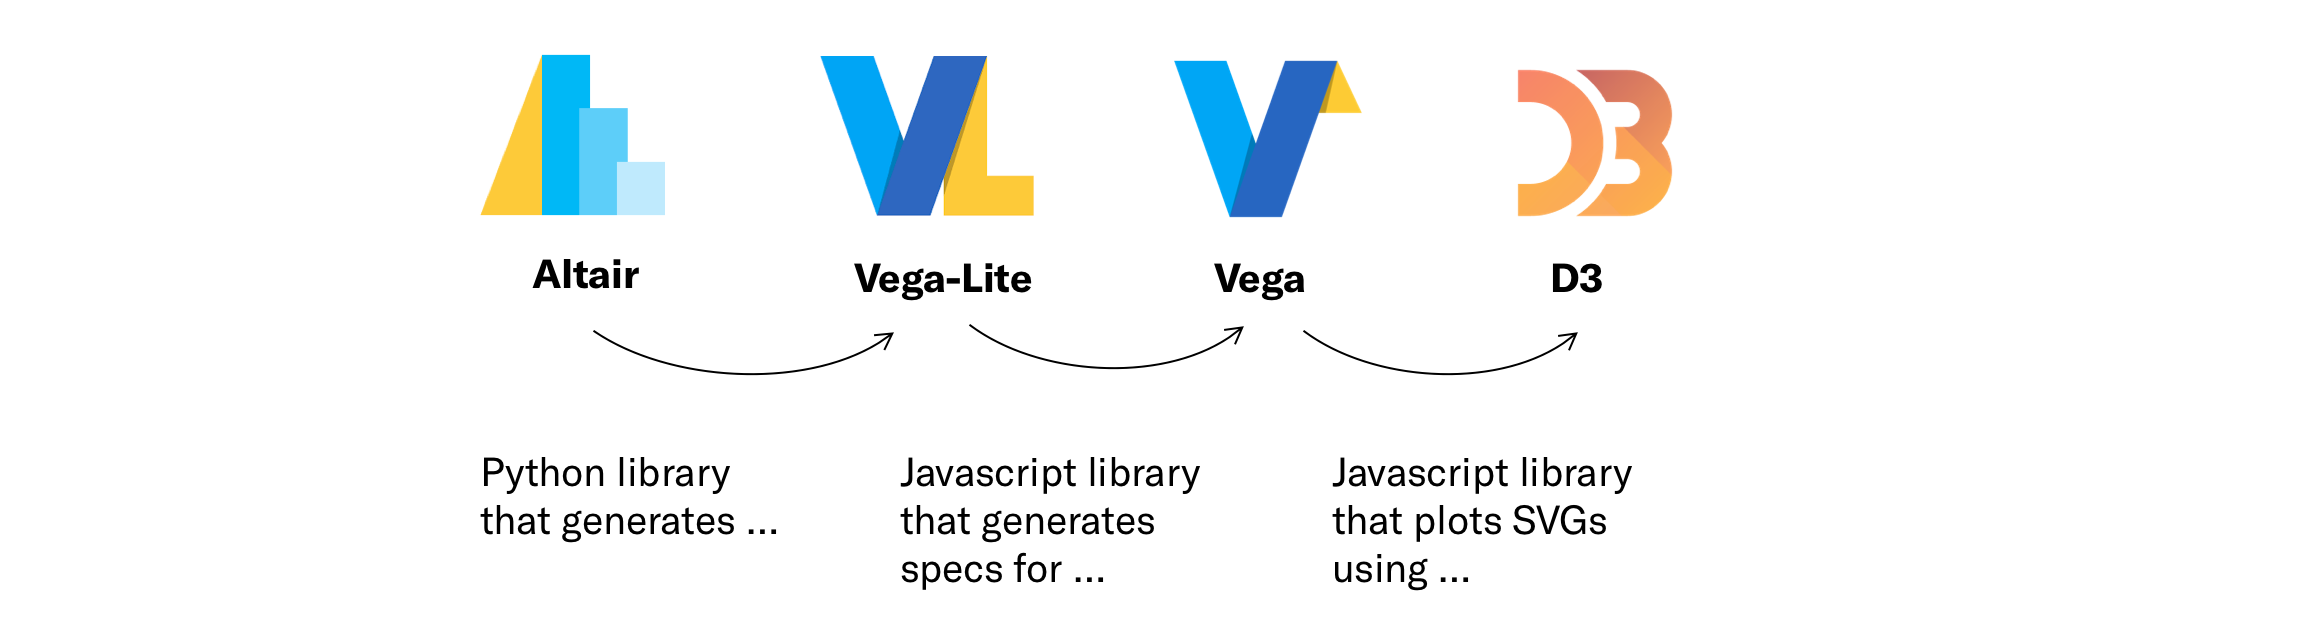 Altair
Vega-Lite
Vega
D3
Python library
that generates ...
Javascript library
that generates
specs for ...
Javascript library
that plots SVGs
using ...